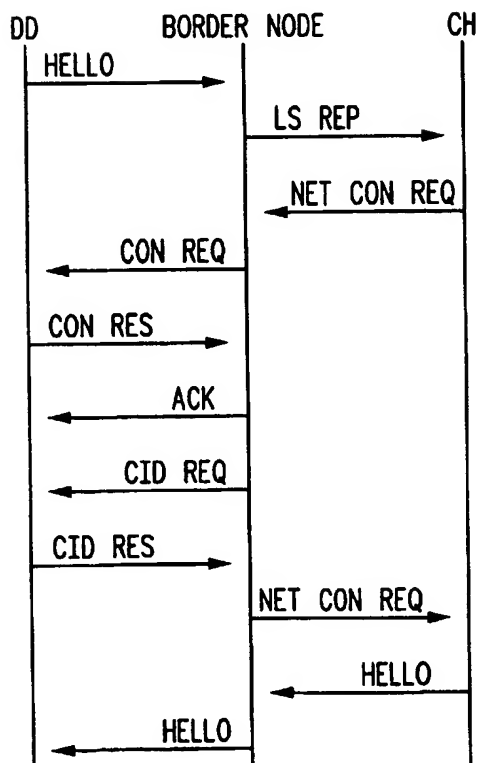 DD BORDER NODE CH
HELLO
LS REP
NET CON REQ
CON REQ
CON RES
ACK
CID REQ
CID RES
NET CON REQ
HELLO
HELLO